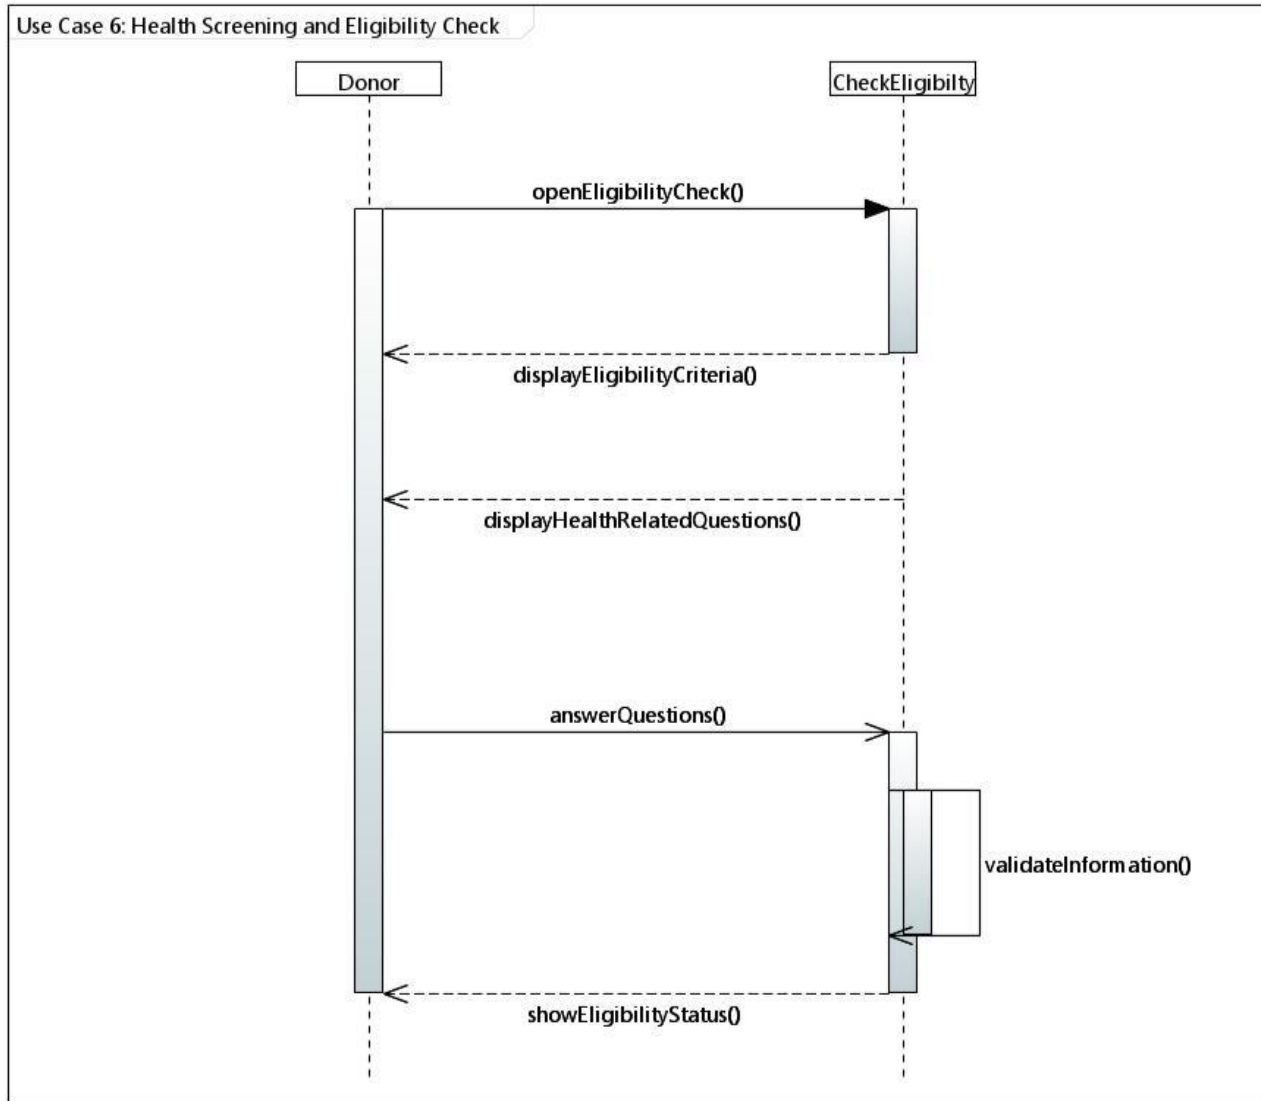 Use Case 6: Health Screening and Eligibility Check
Donor
CheckEligibilty
openEligibilityCheck()
displayEligibilityCriteria()
displayHealthRelatedQuestions()
answerQuestions()
validateInformation()
showEligibilityStatus()